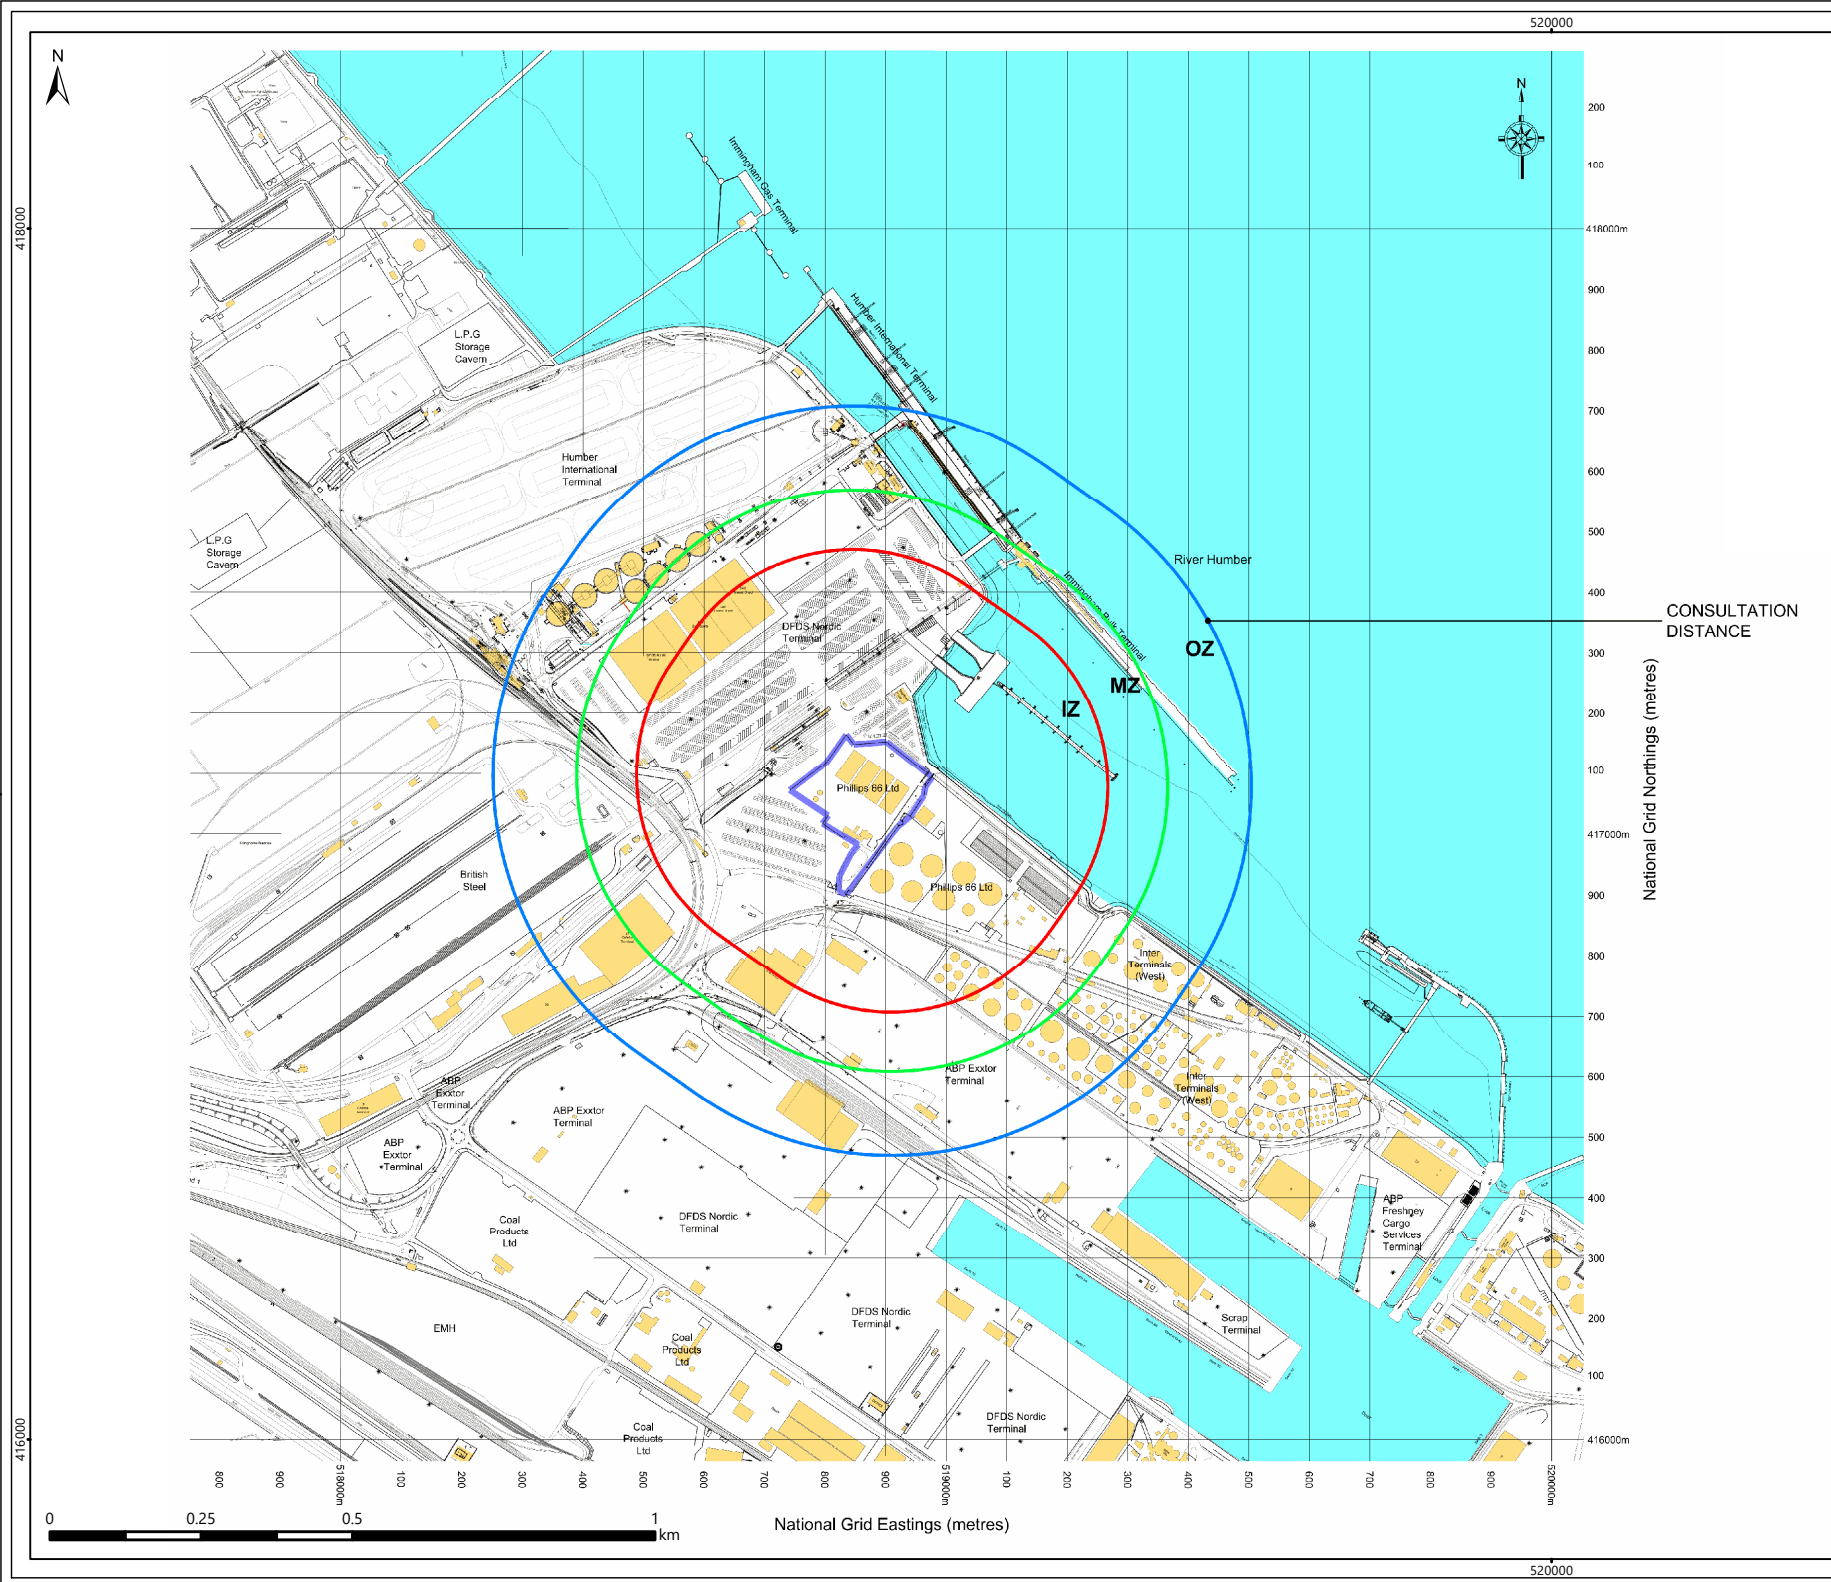 520000
N
N
200
100
Immingham Gas Terminal
418000
418000m
900
Humber International Terminal
L.P.G
Storage
Cavern
800
700
Humber
International
Terminal
600
L.P.G
Storage
Cavern
500
River Humber
400
Immingham Bulk Terminal
CONSULTATION
DISTANCE
DFDS Nordic
Terminal
OZ
300
MZ
IZ
200
National Grid Northings (metres)
100
Phillips 66 Ltd
417000m
British
Steel
Phillips 66 Ltd
900
Inter
Terminals
(West)
800
700
ABP Exxtor
Terminal
600
ABP
Exxtor
Terminal
Inter
Terminals
(West)
ABP Exxtor
Terminal
500
ABP
Exxtor
Terminal
400
ABP
Freshney
Cargo
Services
Terminal
DFDS Nordic
Terminal
Coal
Products
Ltd
300
DFDS Nordic
Terminal
200
Scrap
Terminal
EMH
Coal
Products
Ltd
100
DFDS Nordic
Terminal
Coal
Products
Ltd
416000
416000m
800
900
518000m
100
200
300
400
500
600
700
800
900
519000m
100
200
300
400
500
600
700
800
900
520000m
0 0.25 0.5 1
km
National Grid Eastings (metres)
520000